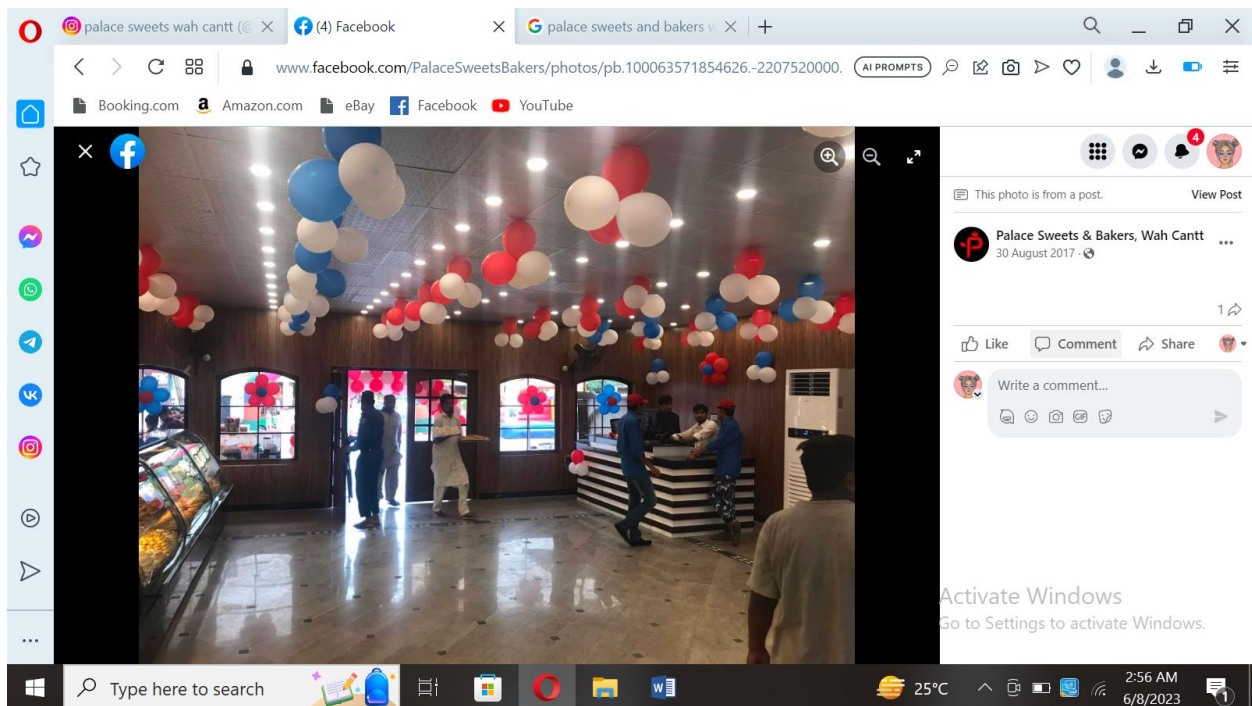 palace sweets wah cantt (@
(4) Facebook
palace sweets and bakers w
www.facebook.com/PalaceSweetsBakers/photos/pb.100063571854626.-2207520000.
AI PROMPTS
Booking.com
Amazon.com
eBay
Facebook
YouTube
4
This photo is from a post.
View Post
Palace Sweets & Bakers, Wah Cantt
30 August 2017 ·
1
Like
Comment
Share
Write a comment...
GIF
Activate Windows
Go to Settings to activate Windows.
Type here to search
25°C
2:56 AM
6/8/2023
1